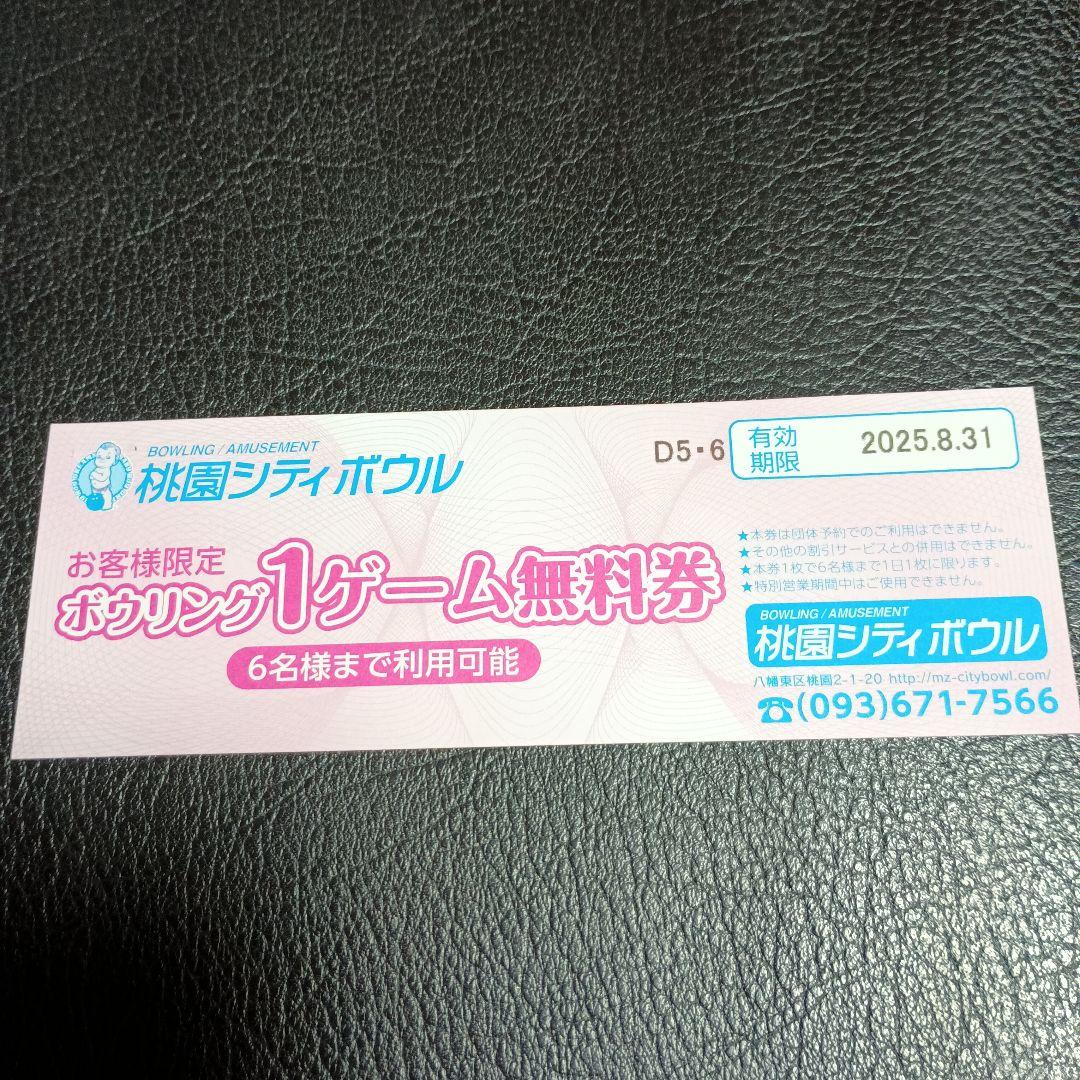 BOWLING / AMUSEMENT
桃園シティボウル
D5・6
有効
期限
2025.8.31
お客様限定
ボウリング1ゲーム無料券
6名様まで利用可能
★本券は団体予約でのご利用はできません。
★その他の割引サービスとの併用はできません。
★本券1枚で6名様まで1日1枚に限ります。
★特別営業期間中はご使用できません。
BOWLING / AMUSEMENT
桃園シティボウル
八幡東区桃園2-1-20 http://mz-citybowl.com/
☎(093)671-7566